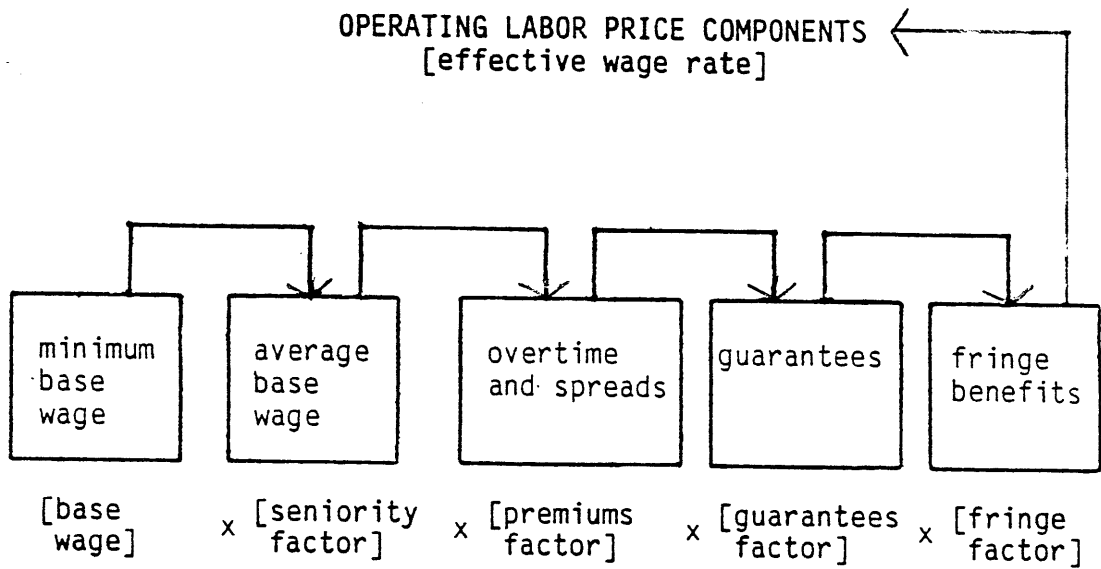 OPERATING LABOR PRICE COMPONENTS
[effective wage rate]
minimum
base
wage
average
base
wage
overtime
and spreads
guarantees
fringe
benefits
[base
wage]
x [seniority
factor]
x [premiums
factor]
x [guarantees
factor]
x [fringe
factor]